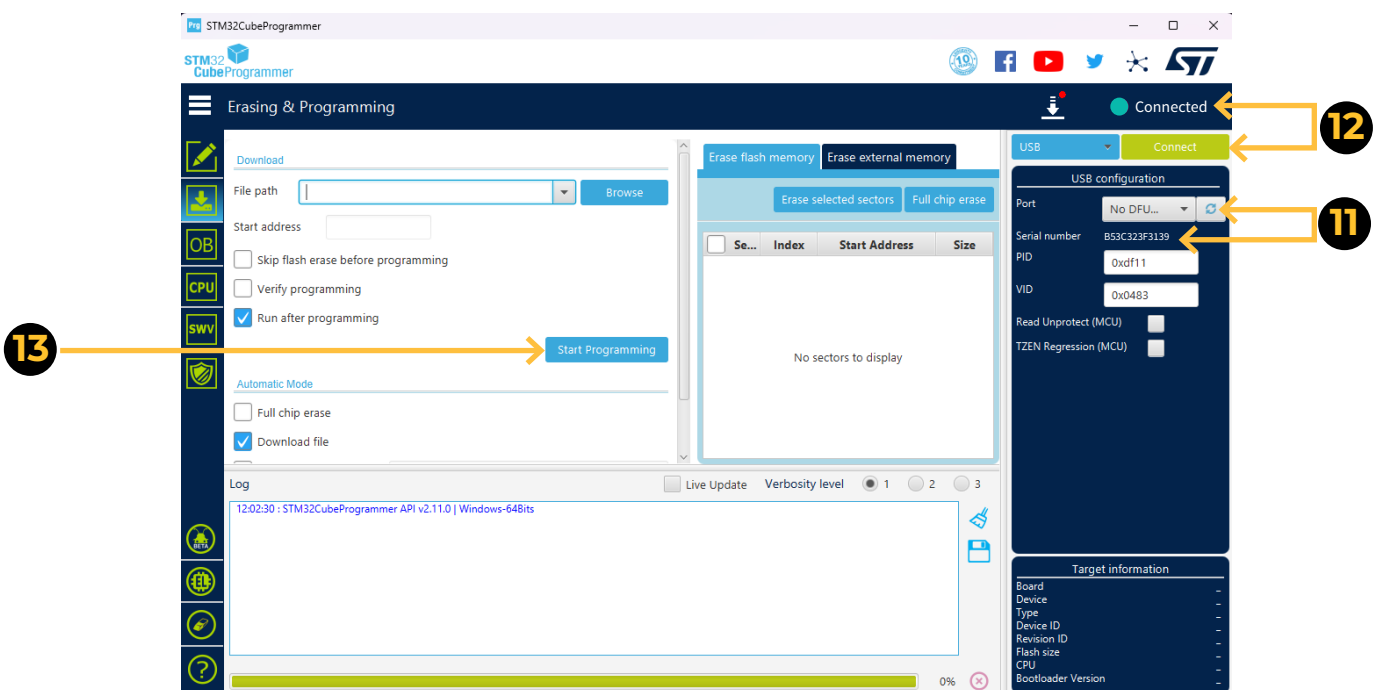 Prg STM32CubeProgrammer
STM32
CubeProgrammer
10
Erasing & Programming
Connected
12
Download
File path
Browse
Start address
Skip flash erase before programming
Verify programming
Run after programming
Start Programming
13
Automatic Mode
Full chip erase
Download file
OB
CPU
SWV
Erase flash memory
Erase external memory
Erase selected sectors
Full chip erase
Se... Index Start Address Size
No sectors to display
USB
Connect
USB configuration
Port No DFU...
11
Serial number B53C323F3139
PID 0xdf11
VID 0x0483
Read Unprotect (MCU)
TZEN Regression (MCU)
Log
Live Update Verbosity level 1 2 3
12:02:30 : STM32CubeProgrammer API v2.11.0 | Windows-64Bits
BETA
?
0%
Target information
Board _
Device _
Type _
Device ID _
Revision ID _
Flash size _
CPU _
Bootloader Version _